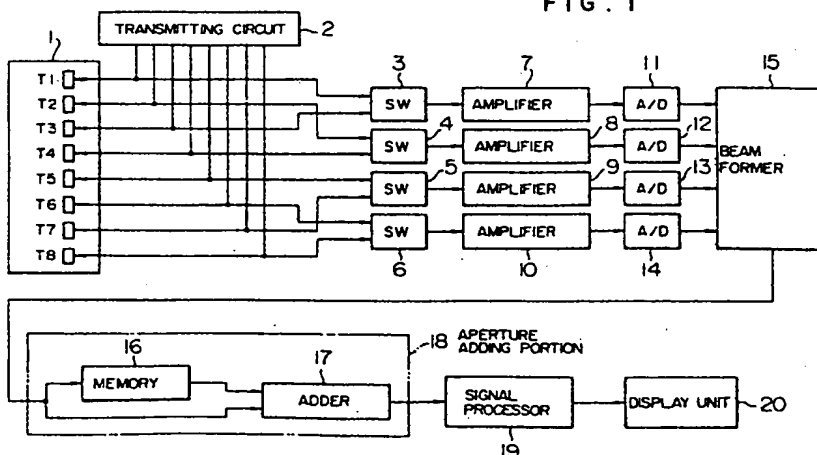 FIG. 1
TRANSMITTING CIRCUIT 2
1 3 7 11 15
T1 SW AMPLIFIER A/D
T2
T3 4 8 12
T4 SW AMPLIFIER A/D BEAM FORMER
T5 5 9 13
T6 SW AMPLIFIER A/D
T7
T8 SW AMPLIFIER A/D
6 10 14
16 17 18 APERTURE
ADDING PORTION
MEMORY ADDER SIGNAL
PROCESSOR DISPLAY UNIT 20
19